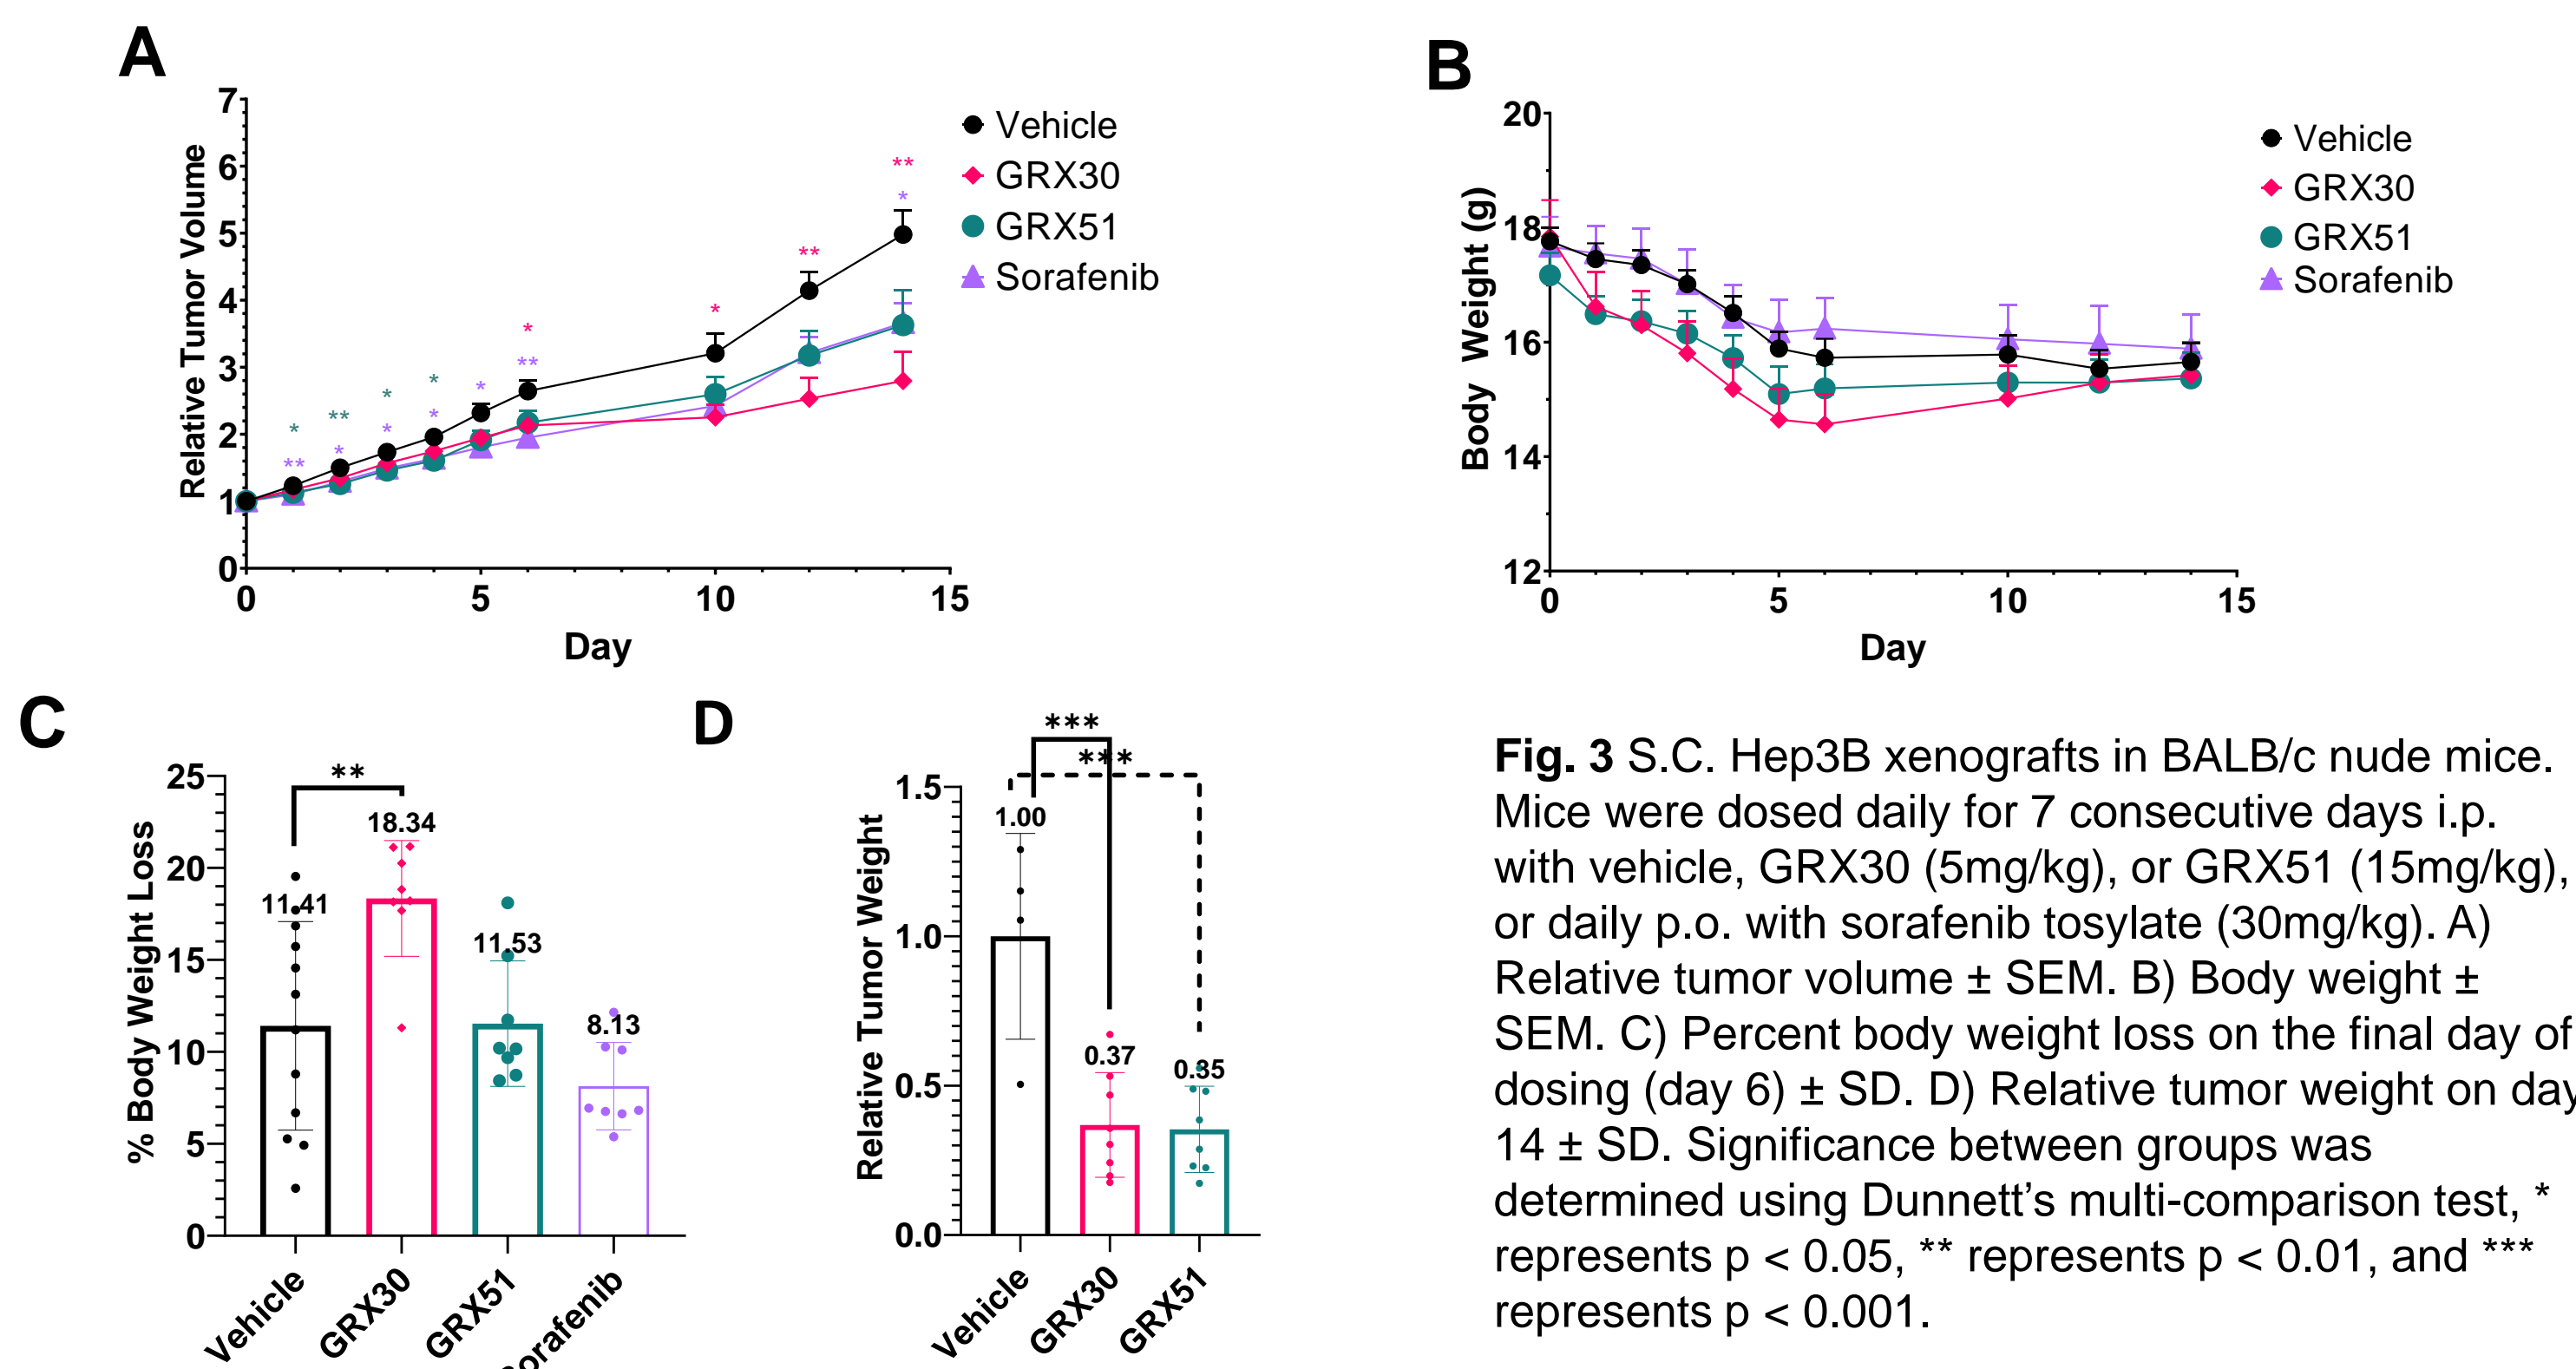 A
7
6
5
4
3
2
1
0
Relative Tumor Volume
** * ** * * * ** * * * * * ** * **
0 5 10 15
Day
Vehicle
GRX30
GRX51
Sorafenib
B
20
18
16
14
12
Body Weight (g)
0 5 10 15
Day
Vehicle
GRX30
GRX51
Sorafenib
C
25
20
15
10
5
0
% Body Weight Loss
**
11.41
18.34
11.53
8.13
Vehicle
GRX30
GRX51
Sorafenib
D
1.5
1.0
0.5
0.0
Relative Tumor Weight
***
***
1.00
0.37
0.35
Vehicle
GRX30
GRX51
Fig. 3 S.C. Hep3B xenografts in BALB/c nude mice.
Mice were dosed daily for 7 consecutive days i.p.
with vehicle, GRX30 (5mg/kg), or GRX51 (15mg/kg),
or daily p.o. with sorafenib tosylate (30mg/kg). A)
Relative tumor volume ± SEM. B) Body weight ±
SEM. C) Percent body weight loss on the final day of
dosing (day 6) ± SD. D) Relative tumor weight on day
14 ± SD. Significance between groups was
determined using Dunnett’s multi-comparison test, *
represents p < 0.05, ** represents p < 0.01, and ***
represents p < 0.001.